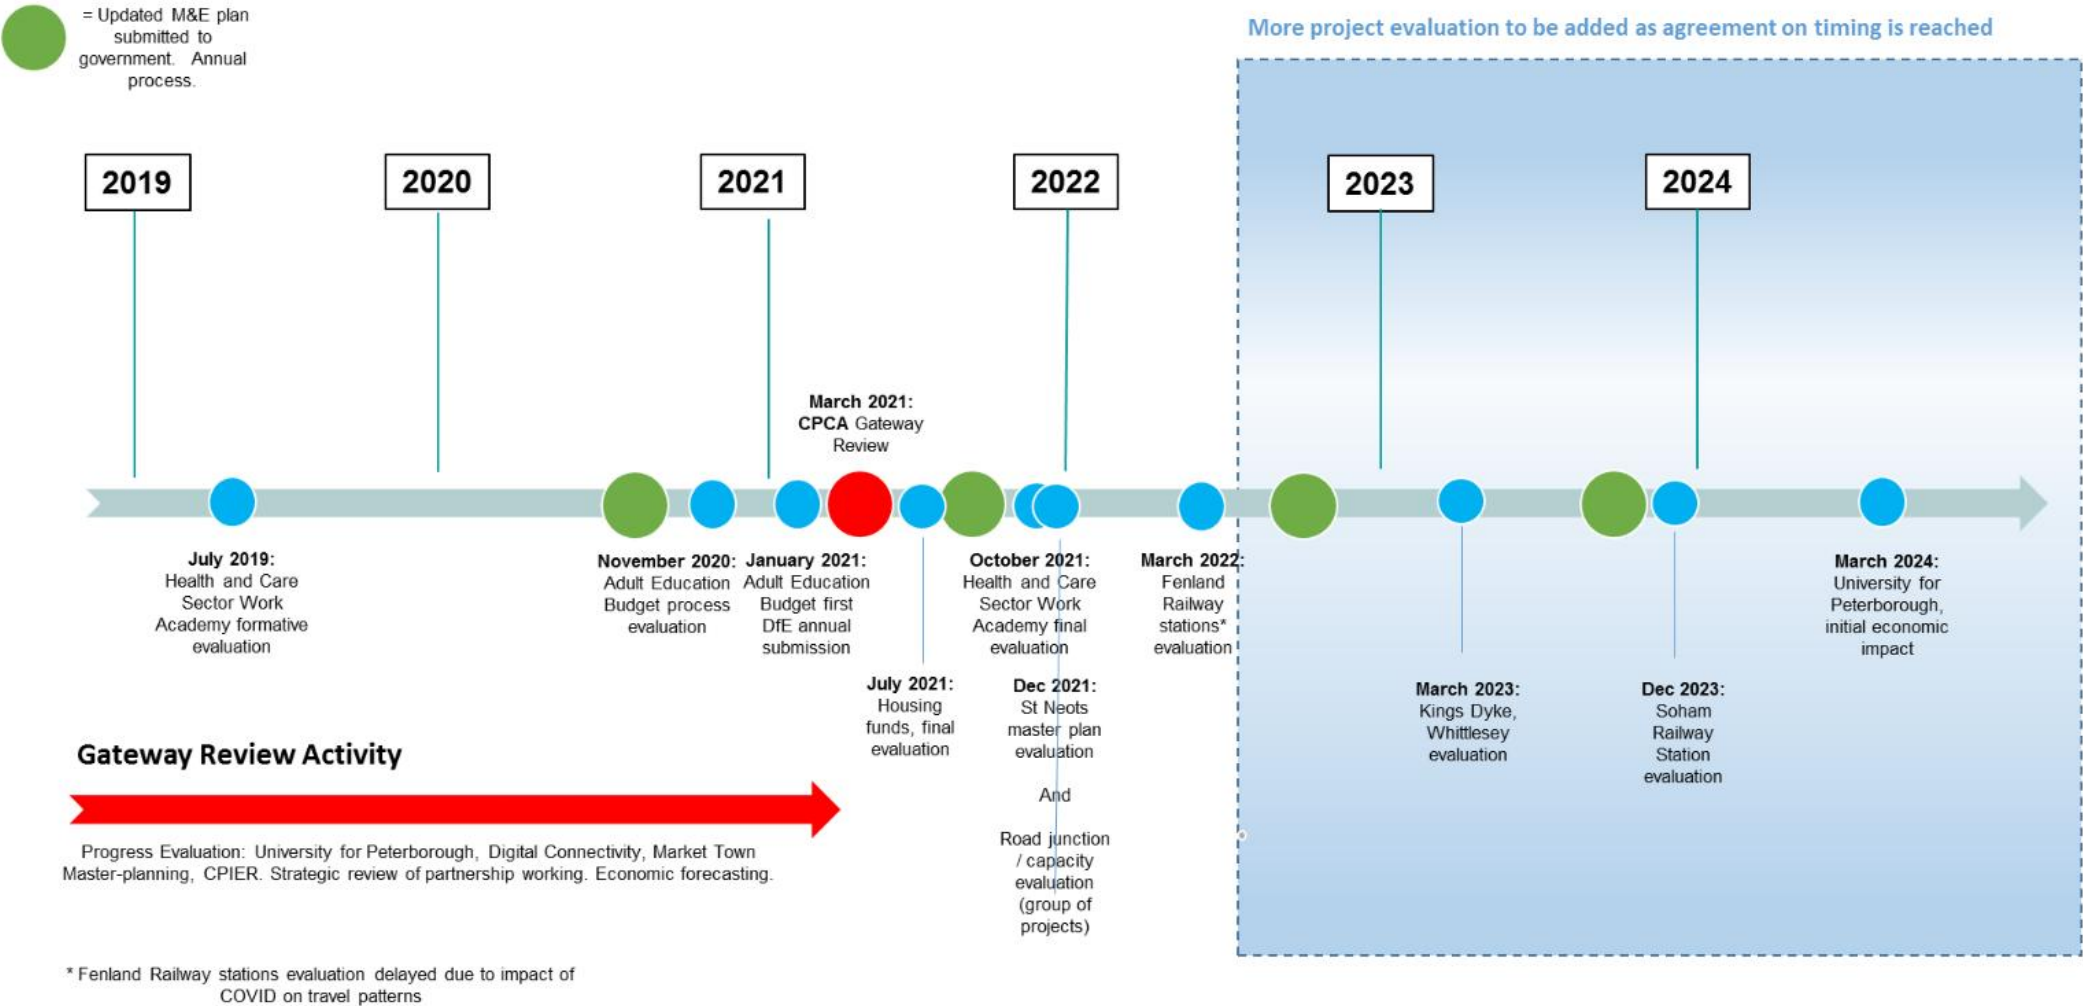 = Updated M&E plan
submitted to
government. Annual
process.
More project evaluation to be added as agreement on timing is reached
2019
2020
2021
2022
2023
2024
March 2021:
CPCA Gateway
Review
July 2019:
Health and Care
Sector Work
Academy formative
evaluation
November 2020:
Adult Education
Budget process
evaluation
January 2021:
Adult Education
Budget first
DfE annual
submission
July 2021:
Housing
funds, final
evaluation
October 2021:
Health and Care
Sector Work
Academy final
evaluation
Dec 2021:
St Neots
master plan
evaluation
And
Road junction
/ capacity
evaluation
(group of
projects)
March 2022:
Fenland
Railway
stations*
evaluation
March 2023:
Kings Dyke,
Whittlesey
evaluation
Dec 2023:
Soham
Railway
Station
evaluation
March 2024:
University for
Peterborough,
initial economic
impact
Gateway Review Activity
Progress Evaluation: University for Peterborough, Digital Connectivity, Market Town
Master-planning, CPIER. Strategic review of partnership working. Economic forecasting.
* Fenland Railway stations evaluation delayed due to impact of
COVID on travel patterns